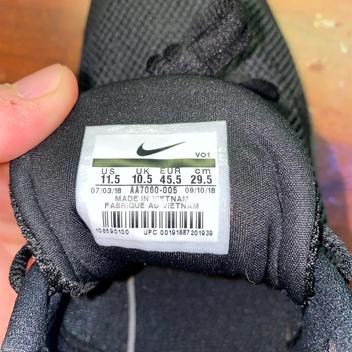 VO1
US UK EUR cm
11.5 10.5 45.5 29.5
07/03/18 AA7060-005 09/10/18
MADE IN VIETNAM
FABRIQUE AU VIETNAM
UPC 00191887201939